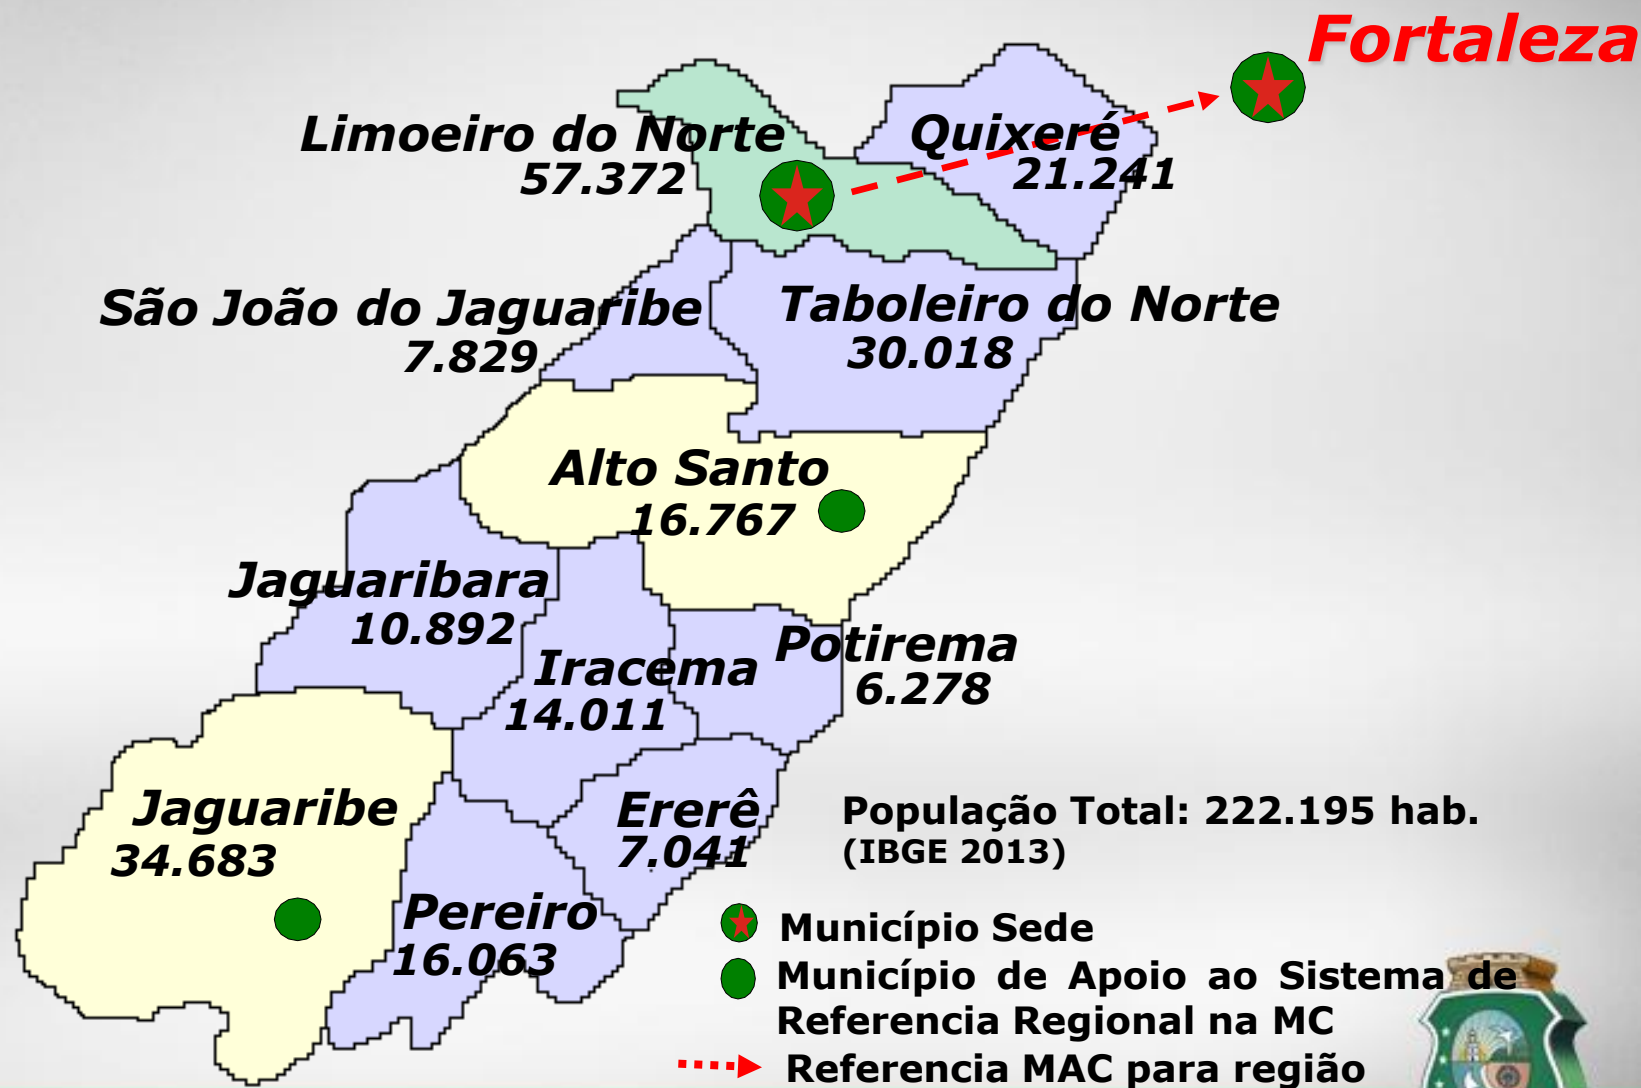 Fortaleza
Limoeiro do Norte
57.372
Quixeré
21.241
São João do Jaguaribe
7.829
Taboleiro do Norte
30.018
Alto Santo
16.767
Jaguaribara
10.892
Iracema
14.011
Potirema
6.278
Jaguaribe
34.683
Ererê
7.041
Pereiro
16.063
População Total: 222.195 hab.
(IBGE 2013)
Município Sede
Município de Apoio ao Sistema de
Referencia Regional na MC
Referencia MAC para região